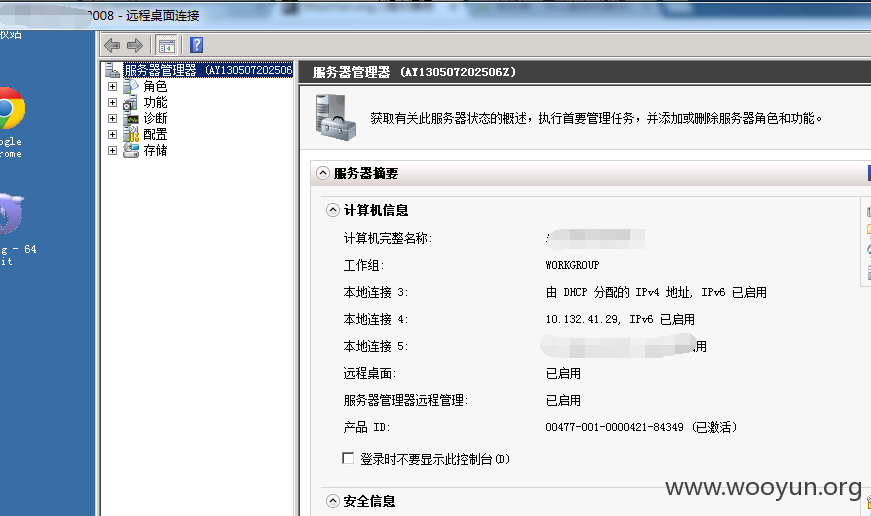 2008 - 远程桌面连接
收站
服务器管理器 (AY130507202506
角色
功能
诊断
配置
存储
ogle
rome
g - 64
it
服务器管理器 (AY130507202506Z)
获取有关此服务器状态的概述，执行首要管理任务，并添加或删除服务器角色和功能。
服务器摘要
计算机信息
计算机完整名称:
工作组: WORKGROUP
本地连接 3: 由 DHCP 分配的 IPv4 地址, IPv6 已启用
本地连接 4: 10.132.41.29, IPv6 已启用
本地连接 5: 用
远程桌面: 已启用
服务器管理器远程管理: 已启用
产品 ID: 00477-001-0000421-84349 (已激活)
登录时不要显示此控制台(D)
安全信息
www.wooyun.org